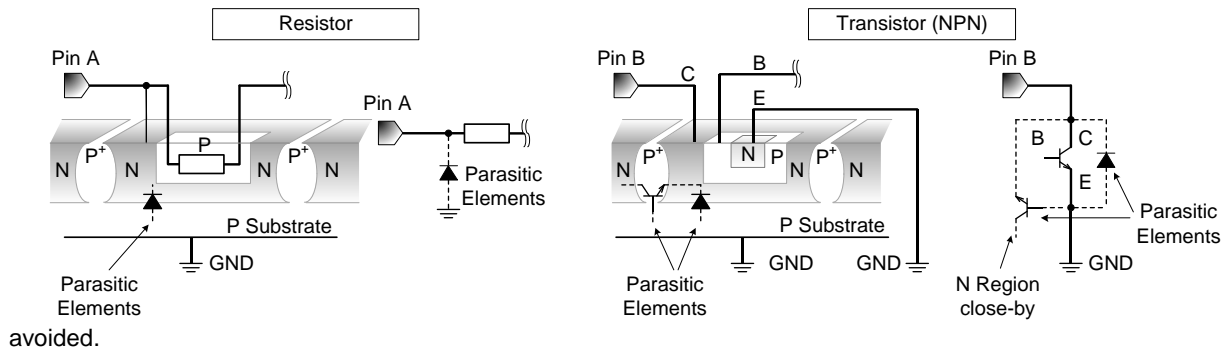 Resistor
Transistor (NPN)
Pin A
Pin A
N
P+
N
P
N
P+
N
Parasitic
Elements
P Substrate
GND
Parasitic
Elements
Pin B
C
B
E
Pin B
N
P+
N
N
P
N
P+
N
P Substrate
GND
GND
Parasitic
Elements
B
C
E
Parasitic
Elements
GND
N Region
close-by
avoided.